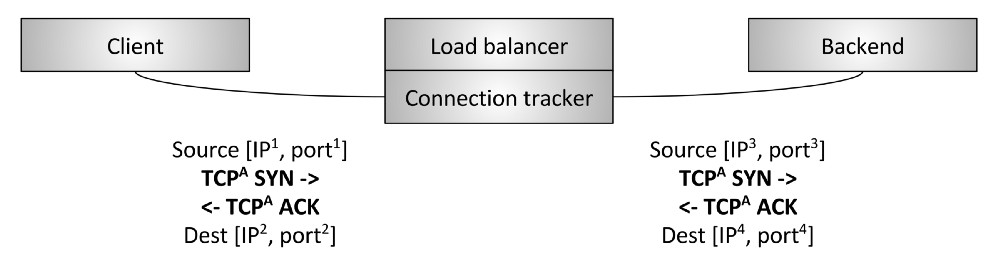 Client
Load balancer
Backend
Connection tracker
Source [IP¹, port¹]
TCPᴬ SYN ->
<- TCPᴬ ACK
Dest [IP², port²]
Source [IP³, port³]
TCPᴬ SYN ->
<- TCPᴬ ACK
Dest [IP⁴, port⁴]